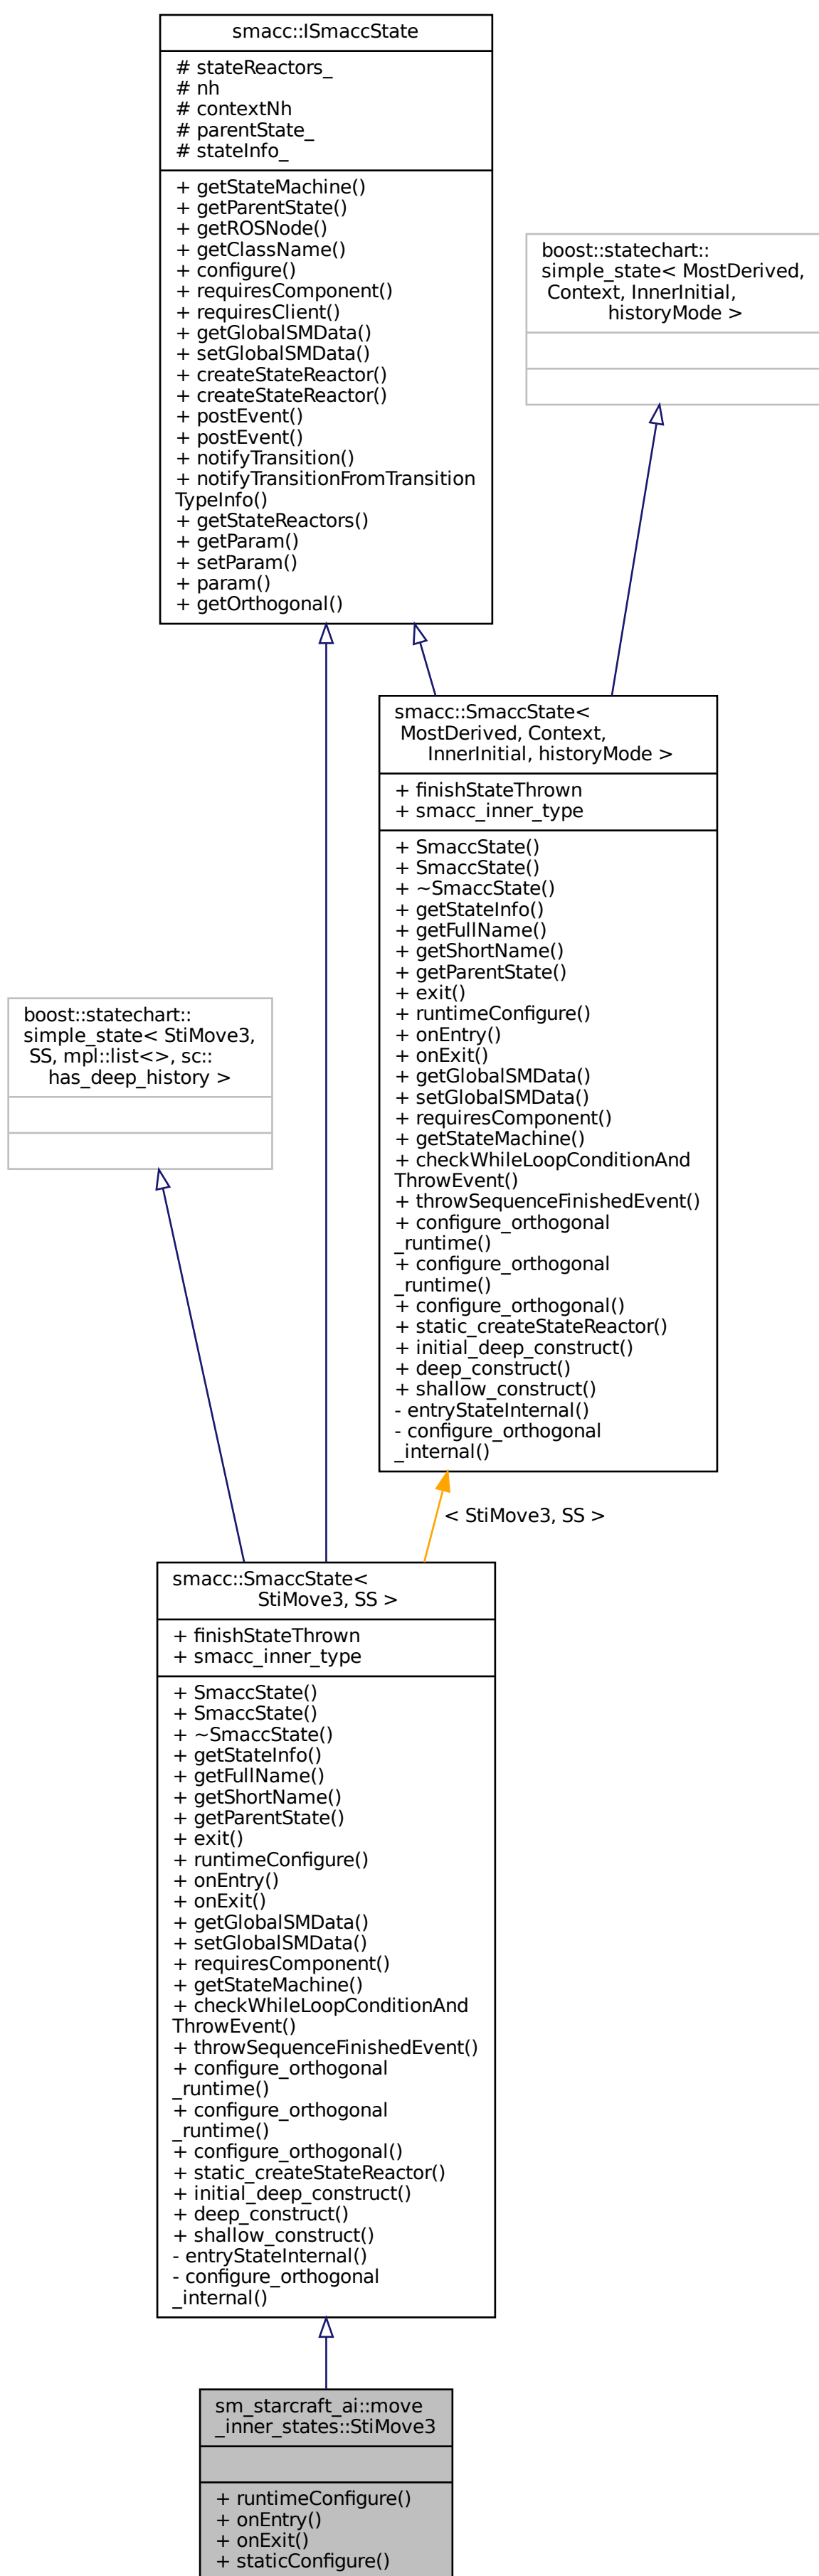 smacc::ISmaccState
# stateReactors_
# nh
# contextNh
# parentState_
# stateInfo_
+ getStateMachine()
+ getParentState()
+ getROSNode()
+ getClassName()
+ configure()
+ requiresComponent()
+ requiresClient()
+ getGlobalSMData()
+ setGlobalSMData()
+ createStateReactor()
+ createStateReactor()
+ postEvent()
+ postEvent()
+ notifyTransition()
+ notifyTransitionFromTransition
TypeInfo()
+ getStateReactors()
+ getParam()
+ setParam()
+ param()
+ getOrthogonal()
boost::statechart::
simple_state< MostDerived,
Context, InnerInitial,
historyMode >
smacc::SmaccState<
MostDerived, Context,
InnerInitial, historyMode >
+ finishStateThrown
+ smacc_inner_type
+ SmaccState()
+ SmaccState()
+ ~SmaccState()
+ getStateInfo()
+ getFullName()
+ getShortName()
+ getParentState()
+ exit()
+ runtimeConfigure()
+ onEntry()
+ onExit()
+ getGlobalSMData()
+ setGlobalSMData()
+ requiresComponent()
+ getStateMachine()
+ checkWhileLoopConditionAnd
ThrowEvent()
+ throwSequenceFinishedEvent()
+ configure_orthogonal
_runtime()
+ configure_orthogonal
_runtime()
+ configure_orthogonal()
+ static_createStateReactor()
+ initial_deep_construct()
+ deep_construct()
+ shallow_construct()
- entryStateInternal()
- configure_orthogonal
_internal()
boost::statechart::
simple_state< StiMove3,
SS, mpl::list<>, sc::
has_deep_history >
< StiMove3, SS >
smacc::SmaccState<
StiMove3, SS >
+ finishStateThrown
+ smacc_inner_type
+ SmaccState()
+ SmaccState()
+ ~SmaccState()
+ getStateInfo()
+ getFullName()
+ getShortName()
+ getParentState()
+ exit()
+ runtimeConfigure()
+ onEntry()
+ onExit()
+ getGlobalSMData()
+ setGlobalSMData()
+ requiresComponent()
+ getStateMachine()
+ checkWhileLoopConditionAnd
ThrowEvent()
+ throwSequenceFinishedEvent()
+ configure_orthogonal
_runtime()
+ configure_orthogonal
_runtime()
+ configure_orthogonal()
+ static_createStateReactor()
+ initial_deep_construct()
+ deep_construct()
+ shallow_construct()
- entryStateInternal()
- configure_orthogonal
_internal()
sm_starcraft_ai::move
_inner_states::StiMove3
+ runtimeConfigure()
+ onEntry()
+ onExit()
+ staticConfigure()